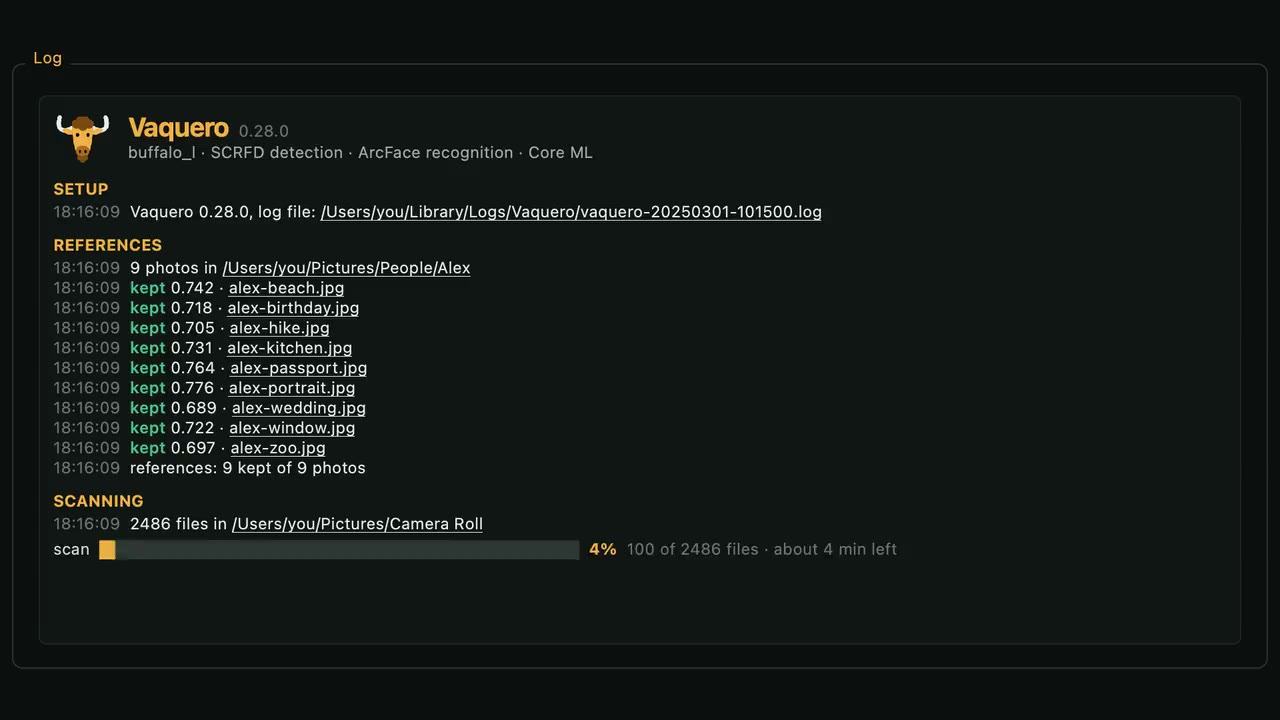 Log
Vaquero 0.28.0
buffalo_l · SCRFD detection · ArcFace recognition · Core ML
SETUP
18:16:09 Vaquero 0.28.0, log file: /Users/you/Library/Logs/Vaquero/vaquero-20250301-101500.log
REFERENCES
18:16:09 9 photos in /Users/you/Pictures/People/Alex
18:16:09 kept 0.742 · alex-beach.jpg
18:16:09 kept 0.718 · alex-birthday.jpg
18:16:09 kept 0.705 · alex-hike.jpg
18:16:09 kept 0.731 · alex-kitchen.jpg
18:16:09 kept 0.764 · alex-passport.jpg
18:16:09 kept 0.776 · alex-portrait.jpg
18:16:09 kept 0.689 · alex-wedding.jpg
18:16:09 kept 0.722 · alex-window.jpg
18:16:09 kept 0.697 · alex-zoo.jpg
18:16:09 references: 9 kept of 9 photos
SCANNING
18:16:09 2486 files in /Users/you/Pictures/Camera Roll
scan 4% 100 of 2486 files · about 4 min left